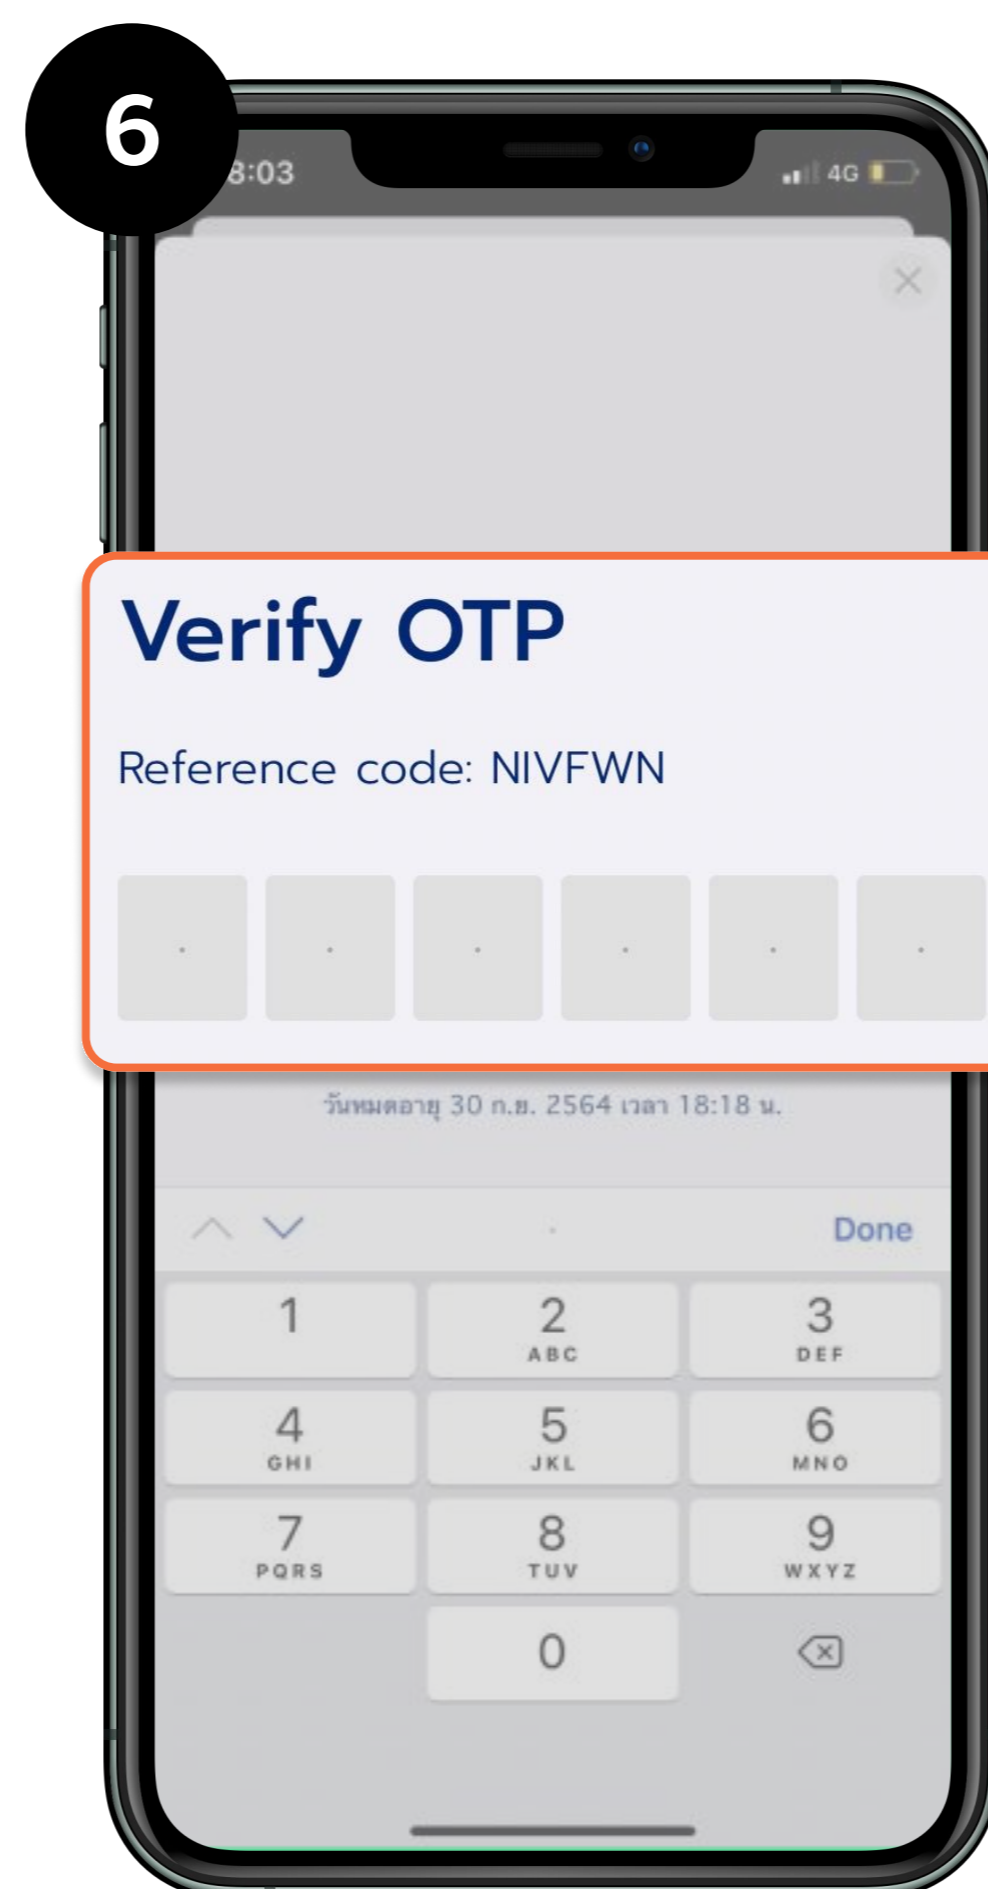 6
8:03 4G
Verify OTP
Reference code: NIVFWN
วันหมดอายุ 30 ก.ย. 2564 เวลา 18:18 น.
Done
1 2 3
ABC DEF
4 5 6
GHI JKL MNO
7 8 9
PQRS TUV WXYZ
0